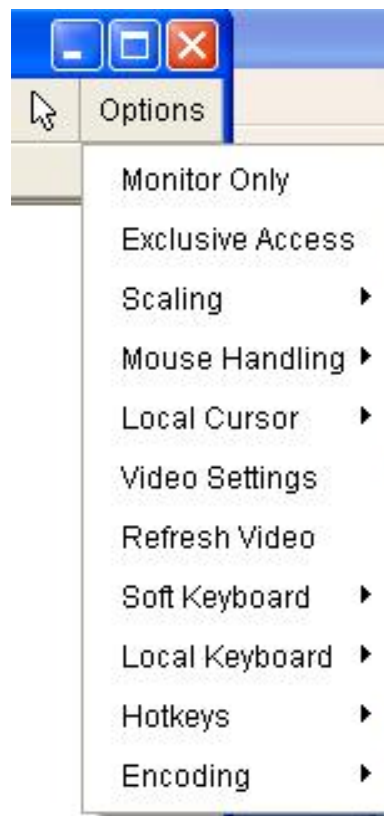 Options
Monitor Only
Exclusive Access
Scaling
Mouse Handling
Local Cursor
Video Settings
Refresh Video
Soft Keyboard
Local Keyboard
Hotkeys
Encoding